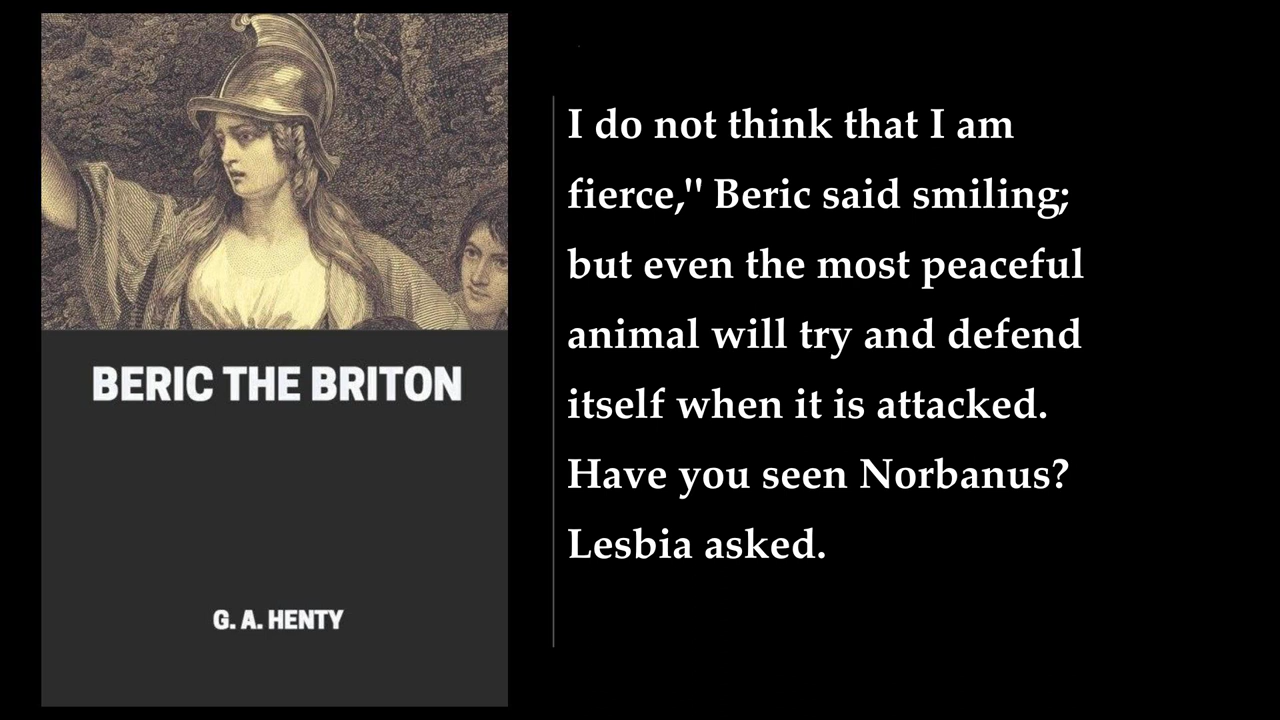 BERIC THE BRITON
G. A. HENTY
I do not think that I am
fierce," Beric said smiling;
but even the most peaceful
animal will try and defend
itself when it is attacked.
Have you seen Norbanus?
Lesbia asked.